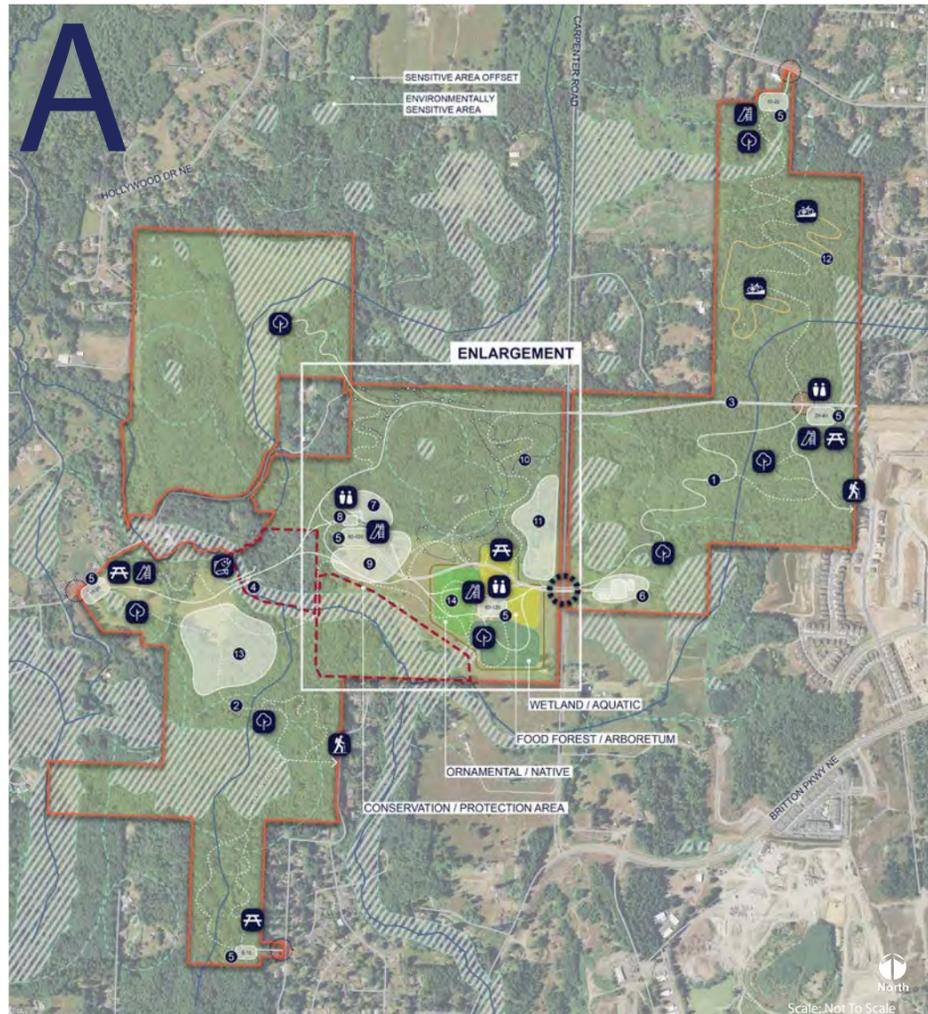 A
SENSITIVE AREA OFFSET
ENVIRONMENTALLY
SENSITIVE AREA
CARPENTER ROAD
HOLLYWOOD DR NE
5
12
ENLARGEMENT
3
5
10
1
7
8
5
11
9
5
4
14
5
6
13
2
WETLAND / AQUATIC
FOOD FOREST / ARBORETUM
ORNAMENTAL / NATIVE
CONSERVATION / PROTECTION AREA
BRITTON PKWY NE
5
North
Scale: Not To Scale